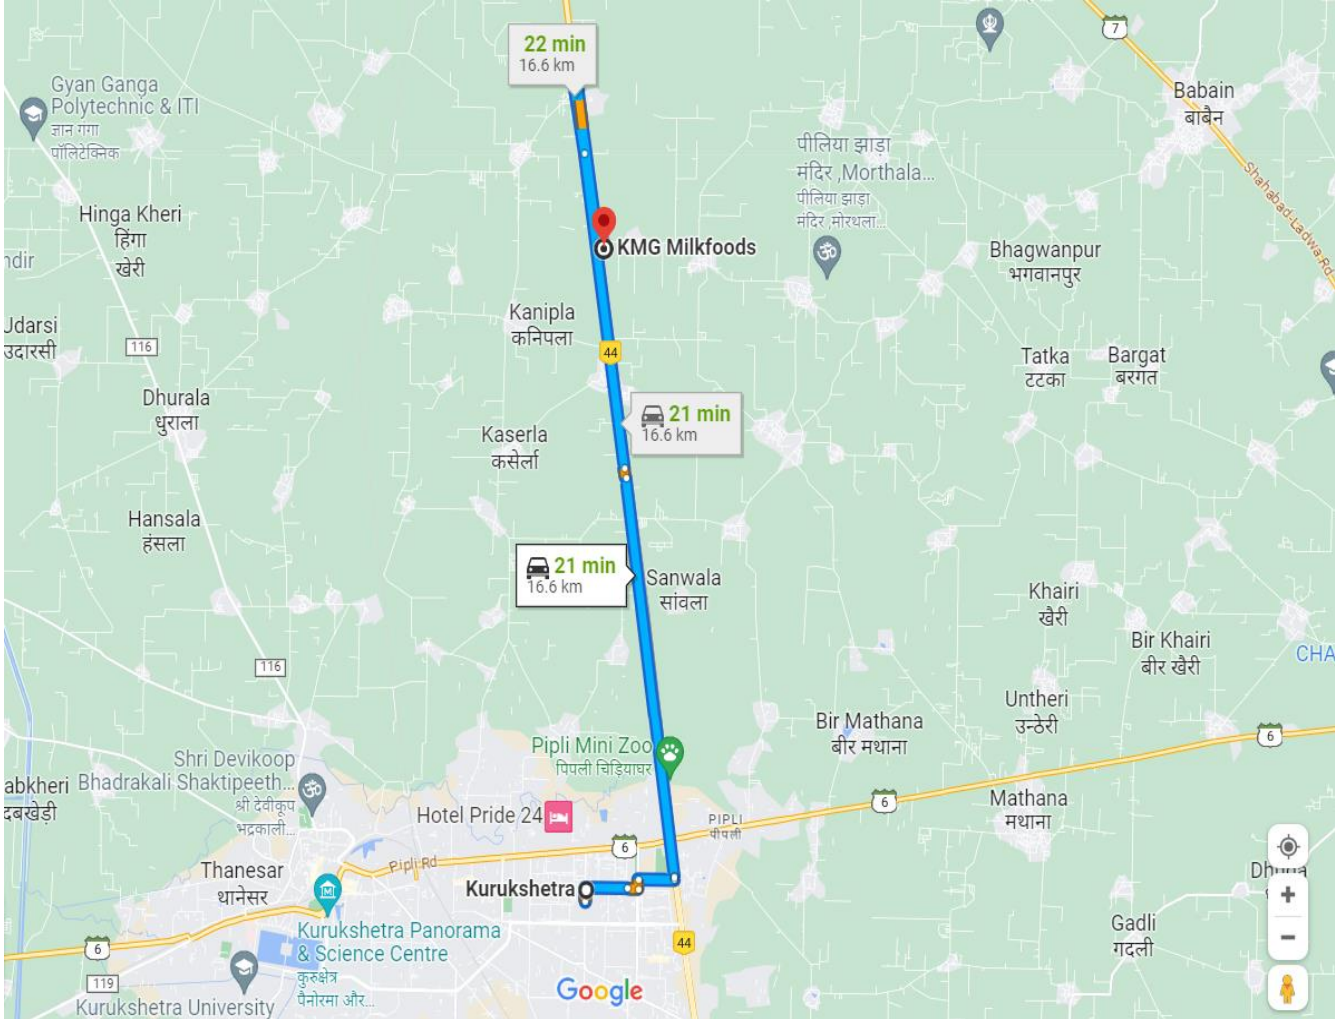 22 min
16.6 km
7
Gyan Ganga
Polytechnic & ITI
ज्ञान गंगा
पॉलिटेक्निक
Babain
बाबैन
पीलिया झाड़ा
मंदिर ,Morthala...
पीलिया झाड़ा
मंदिर ,मोरथला...
Shahabad-Ladwa Rd
Hinga Kheri
हिंगा
खेरी
ndir
KMG Milkfoods
Bhagwanpur
भगवानपुर
Kanipla
कनिपला
Udarsi
उदारसी
116
44
Tatka
टटका
Bargat
बरगत
Dhurala
धुराला
21 min
16.6 km
Kaserla
कसेर्ला
Hansala
हंसला
21 min
16.6 km
Sanwala
सांवला
Khairi
खैरी
Bir Khairi
बीर खैरी
CHA
116
Untheri
उन्ठेरी
Bir Mathana
बीर मथाना
6
Pipli Mini Zoo
पिपली चिड़ियाघर
Shri Devikoop
Bhadrakali Shaktipeeth...
श्री देवीकूप
भद्रकाली...
abkheri
दबखेड़ी
Hotel Pride 24
PIPLI
पीपली
6
Mathana
मथाना
6
Pipli Rd
Thanesar
थानेसर
Kurukshetra
Kurukshetra Panorama
& Science Centre
कुरुक्षेत्र
पैनोरमा और...
6
44
Gadli
गदली
119
Kurukshetra University
Google